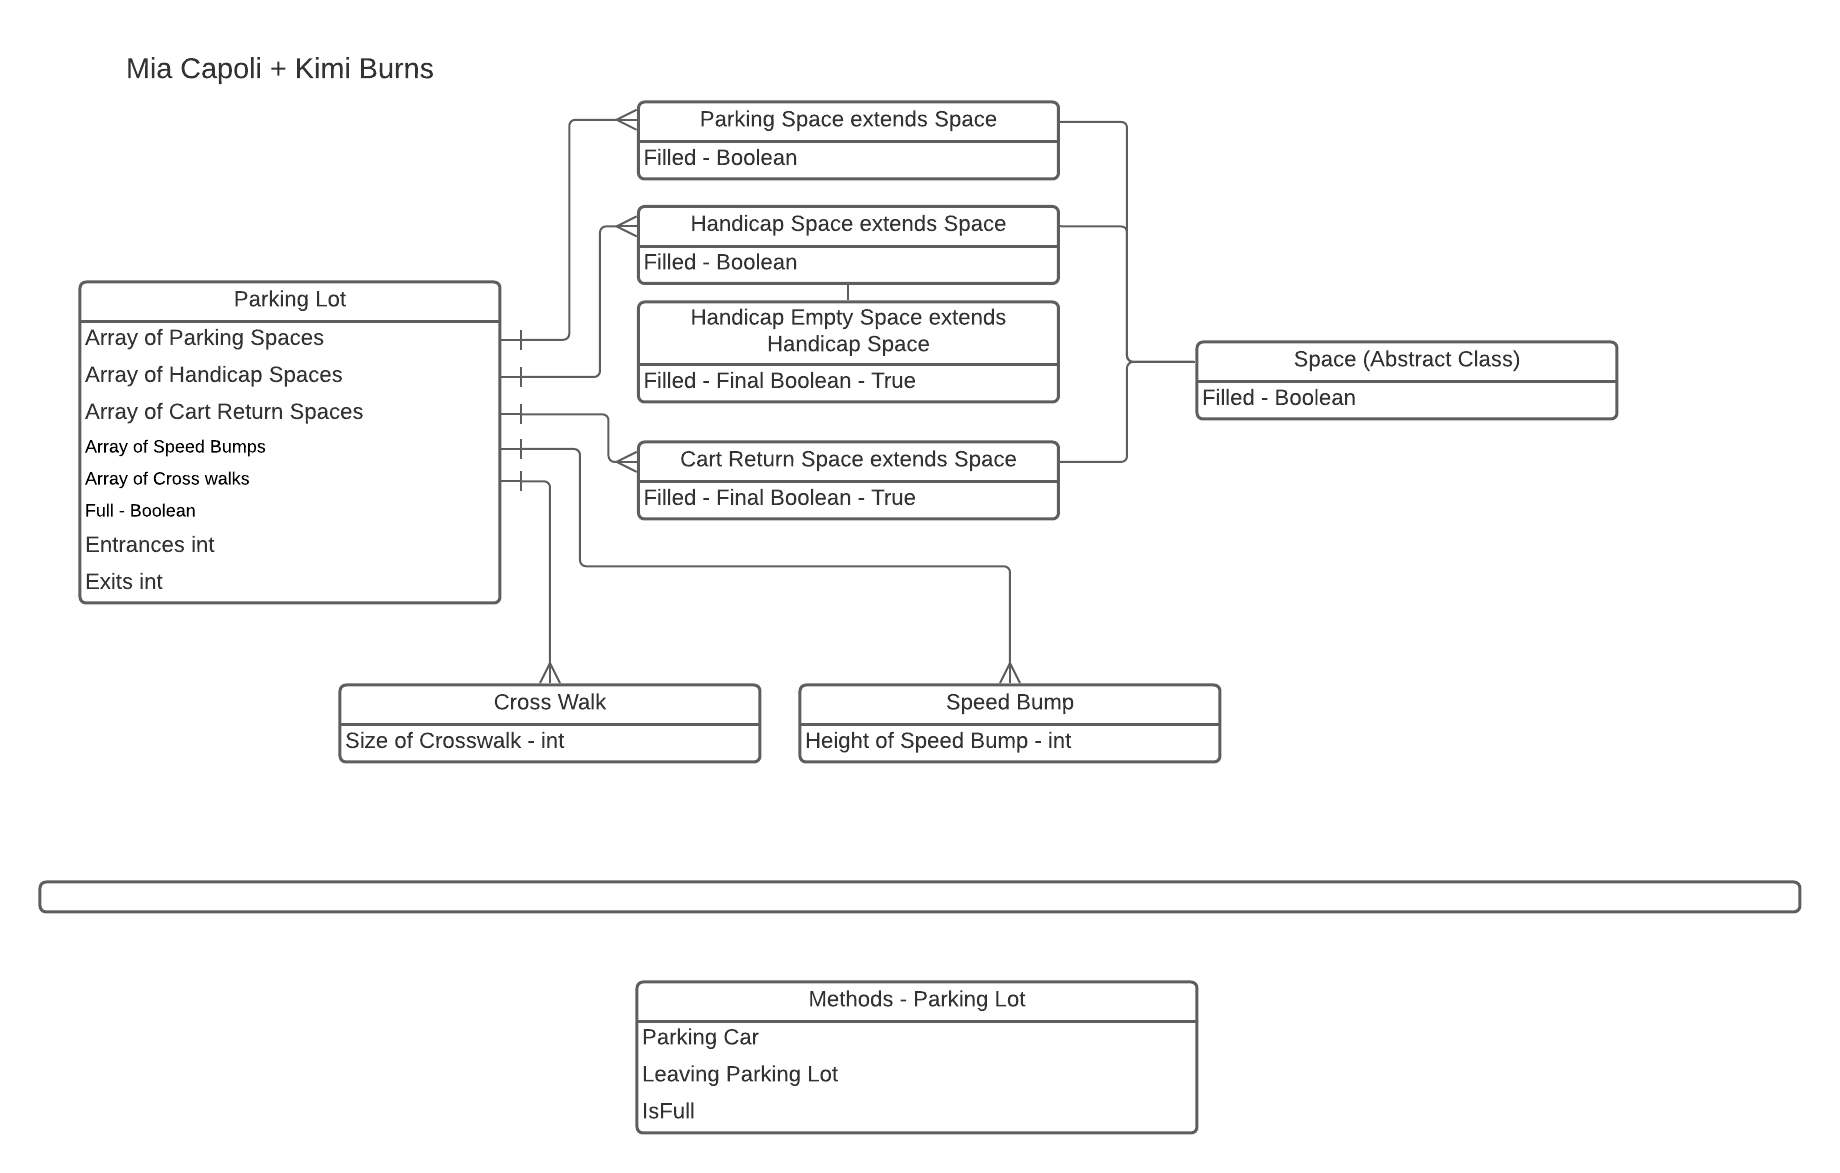 Mia Capoli + Kimi Burns
Parking Space extends Space
Filled - Boolean
Handicap Space extends Space
Filled - Boolean
Handicap Empty Space extends
Handicap Space
Filled - Final Boolean - True
Cart Return Space extends Space
Filled - Final Boolean - True
Parking Lot
Array of Parking Spaces
Array of Handicap Spaces
Array of Cart Return Spaces
Array of Speed Bumps
Array of Cross walks
Full - Boolean
Entrances int
Exits int
Space (Abstract Class)
Filled - Boolean
Cross Walk
Size of Crosswalk - int
Speed Bump
Height of Speed Bump - int
Methods - Parking Lot
Parking Car
Leaving Parking Lot
IsFull